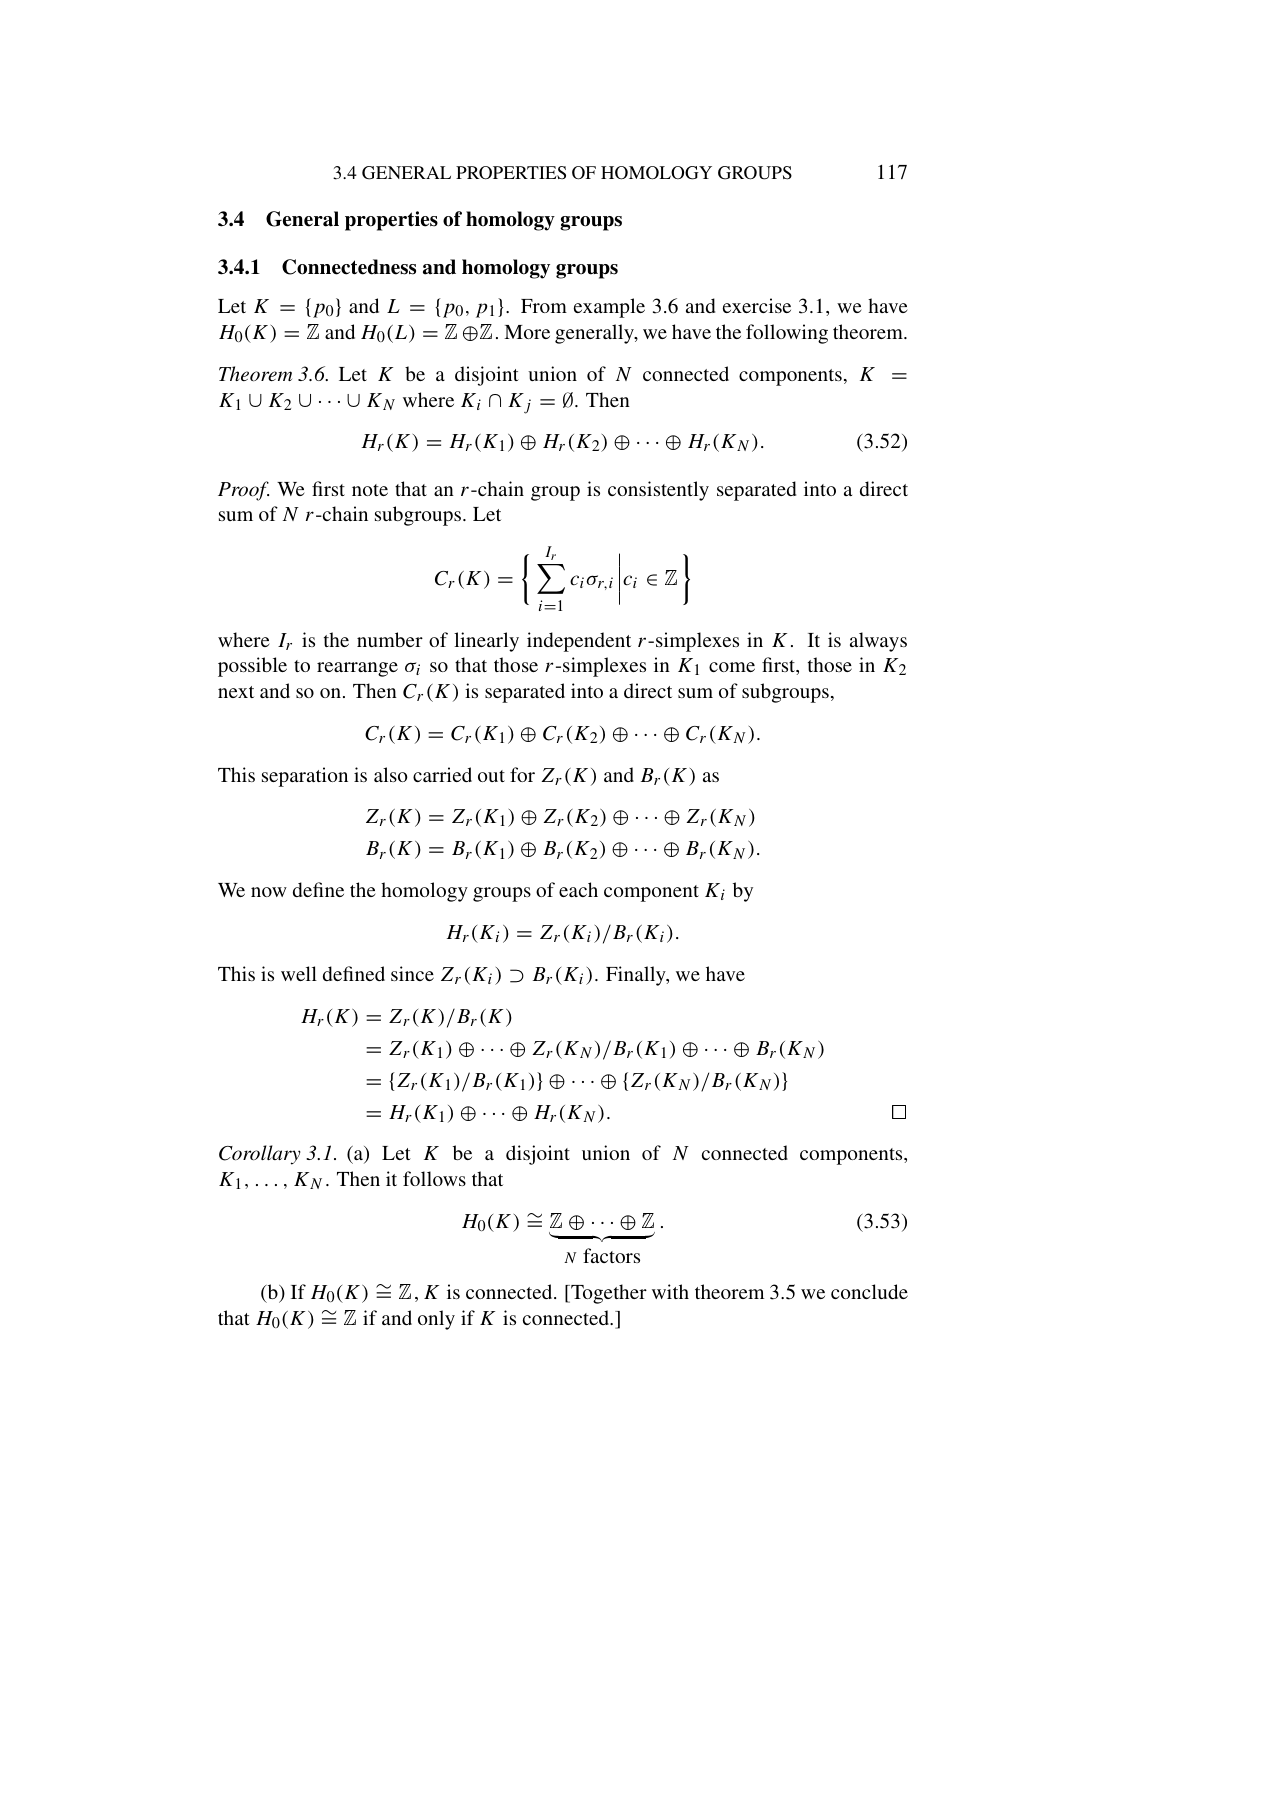 3.4 GENERAL PROPERTIES OF HOMOLOGY GROUPS 117
3.4 General properties of homology groups
3.4.1 Connectedness and homology groups
Let K = {p₀} and L = {p₀, p₁}. From example 3.6 and exercise 3.1, we have
H₀(K) = ℤ and H₀(L) = ℤ ⊕ℤ. More generally, we have the following theorem.
Theorem 3.6. Let K be a disjoint union of N connected components, K =
K₁ ∪ K₂ ∪ · · · ∪ K_N where K_i ∩ K_j = ∅. Then
H_r(K) = H_r(K₁) ⊕ H_r(K₂) ⊕ · · · ⊕ H_r(K_N). (3.52)
Proof. We first note that an r-chain group is consistently separated into a direct
sum of N r-chain subgroups. Let
C_r(K) = { ∑_{i=1}^{I_r} c_i σ_{r,i} | c_i ∈ ℤ }
where I_r is the number of linearly independent r-simplexes in K. It is always
possible to rearrange σ_i so that those r-simplexes in K₁ come first, those in K₂
next and so on. Then C_r(K) is separated into a direct sum of subgroups,
C_r(K) = C_r(K₁) ⊕ C_r(K₂) ⊕ · · · ⊕ C_r(K_N).
This separation is also carried out for Z_r(K) and B_r(K) as
Z_r(K) = Z_r(K₁) ⊕ Z_r(K₂) ⊕ · · · ⊕ Z_r(K_N)
B_r(K) = B_r(K₁) ⊕ B_r(K₂) ⊕ · · · ⊕ B_r(K_N).
We now define the homology groups of each component K_i by
H_r(K_i) = Z_r(K_i)/B_r(K_i).
This is well defined since Z_r(K_i) ⊃ B_r(K_i). Finally, we have
H_r(K) = Z_r(K)/B_r(K)
= Z_r(K₁) ⊕ · · · ⊕ Z_r(K_N)/B_r(K₁) ⊕ · · · ⊕ B_r(K_N)
= {Z_r(K₁)/B_r(K₁)} ⊕ · · · ⊕ {Z_r(K_N)/B_r(K_N)}
= H_r(K₁) ⊕ · · · ⊕ H_r(K_N). □
Corollary 3.1. (a) Let K be a disjoint union of N connected components,
K₁, . . . , K_N. Then it follows that
H₀(K) ≅ ℤ ⊕ · · · ⊕ ℤ . (3.53)
N factors
(b) If H₀(K) ≅ ℤ, K is connected. [Together with theorem 3.5 we conclude
that H₀(K) ≅ ℤ if and only if K is connected.]